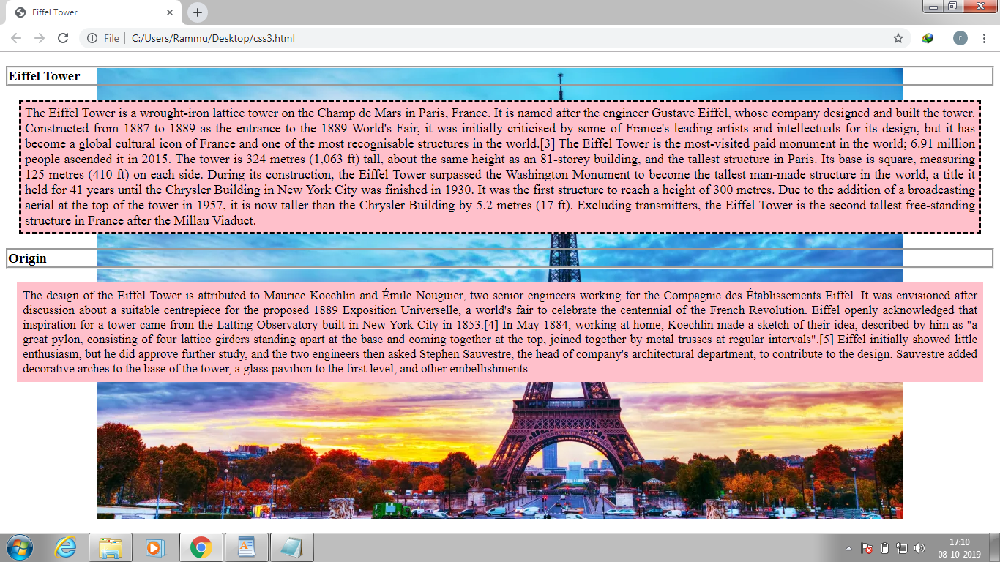 Eiffel Tower
File
C:/Users/Rammu/Desktop/css3.html
r
Eiffel Tower
The Eiffel Tower is a wrought-iron lattice tower on the Champ de Mars in Paris, France. It is named after the engineer Gustave Eiffel, whose company designed and built the tower.
Constructed from 1887 to 1889 as the entrance to the 1889 World's Fair, it was initially criticised by some of France's leading artists and intellectuals for its design, but it has
become a global cultural icon of France and one of the most recognisable structures in the world.[3] The Eiffel Tower is the most-visited paid monument in the world; 6.91 million
people ascended it in 2015. The tower is 324 metres (1,063 ft) tall, about the same height as an 81-storey building, and the tallest structure in Paris. Its base is square, measuring
125 metres (410 ft) on each side. During its construction, the Eiffel Tower surpassed the Washington Monument to become the tallest man-made structure in the world, a title it
held for 41 years until the Chrysler Building in New York City was finished in 1930. It was the first structure to reach a height of 300 metres. Due to the addition of a broadcasting
aerial at the top of the tower in 1957, it is now taller than the Chrysler Building by 5.2 metres (17 ft). Excluding transmitters, the Eiffel Tower is the second tallest free-standing
structure in France after the Millau Viaduct.
Origin
The design of the Eiffel Tower is attributed to Maurice Koechlin and Émile Nouguier, two senior engineers working for the Compagnie des Établissements Eiffel. It was envisioned after
discussion about a suitable centrepiece for the proposed 1889 Exposition Universelle, a world's fair to celebrate the centennial of the French Revolution. Eiffel openly acknowledged that
inspiration for a tower came from the Latting Observatory built in New York City in 1853.[4] In May 1884, working at home, Koechlin made a sketch of their idea, described by him as "a
great pylon, consisting of four lattice girders standing apart at the base and coming together at the top, joined together by metal trusses at regular intervals".[5] Eiffel initially showed little
enthusiasm, but he did approve further study, and the two engineers then asked Stephen Sauvestre, the head of company's architectural department, to contribute to the design. Sauvestre added
decorative arches to the base of the tower, a glass pavilion to the first level, and other embellishments.
17:10
08-10-2019